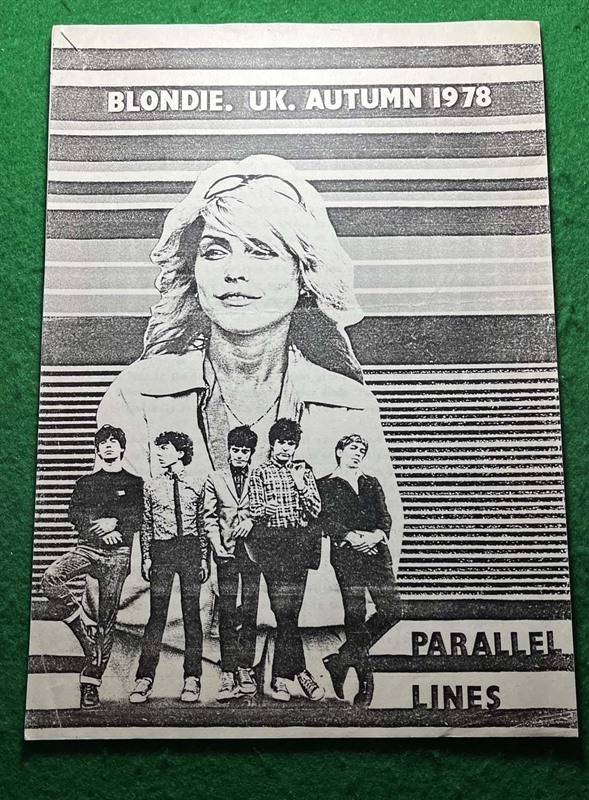 BLONDIE. UK. AUTUMN 1978
PARALLEL
LINES